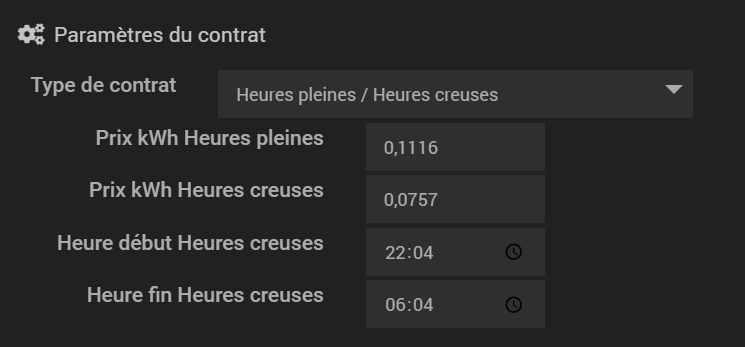 Paramètres du contrat
Type de contrat Heures pleines / Heures creuses
Prix kWh Heures pleines 0,1116
Prix kWh Heures creuses 0,0757
Heure début Heures creuses 22:04
Heure fin Heures creuses 06:04